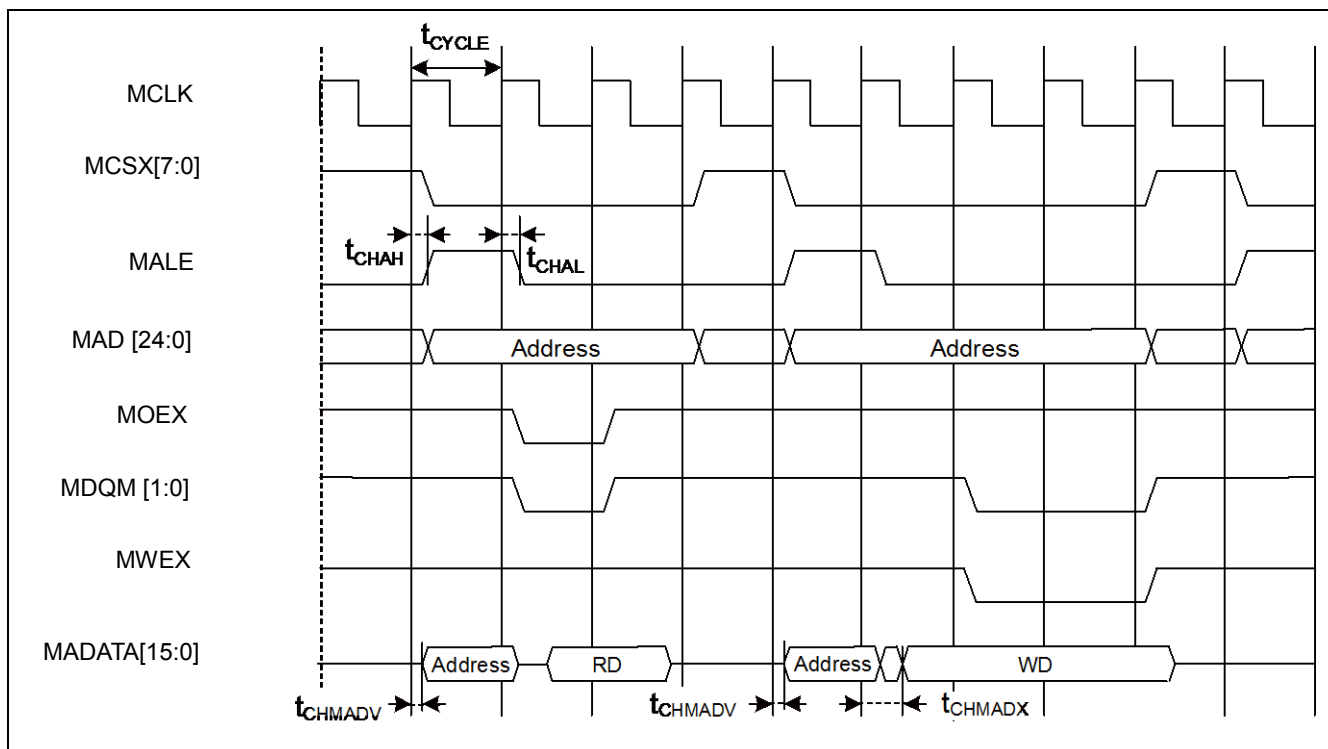 tCYCLE
MCLK
MCSX[7:0]
tCHAH
tCHAL
MALE
MAD [24:0]
Address
Address
MOEX
MDQM [1:0]
MWEX
MADATA[15:0]
Address
RD
Address
WD
tCHMADV
tCHMADV
tCHMADX